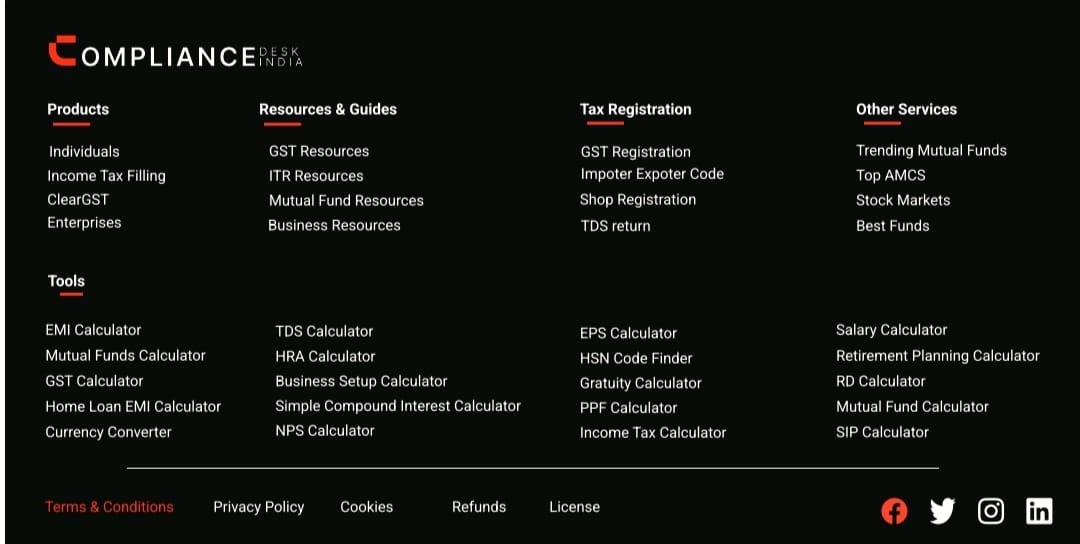 COMPLIANCE DESK INDIA
Products
Individuals
Income Tax Filling
ClearGST
Enterprises
Resources & Guides
GST Resources
ITR Resources
Mutual Fund Resources
Business Resources
Tax Registration
GST Registration
Impoter Expoter Code
Shop Registration
TDS return
Other Services
Trending Mutual Funds
Top AMCS
Stock Markets
Best Funds
Tools
EMI Calculator
Mutual Funds Calculator
GST Calculator
Home Loan EMI Calculator
Currency Converter
TDS Calculator
HRA Calculator
Business Setup Calculator
Simple Compound Interest Calculator
NPS Calculator
EPS Calculator
HSN Code Finder
Gratuity Calculator
PPF Calculator
Income Tax Calculator
Salary Calculator
Retirement Planning Calculator
RD Calculator
Mutual Fund Calculator
SIP Calculator
Terms & Conditions Privacy Policy Cookies Refunds License